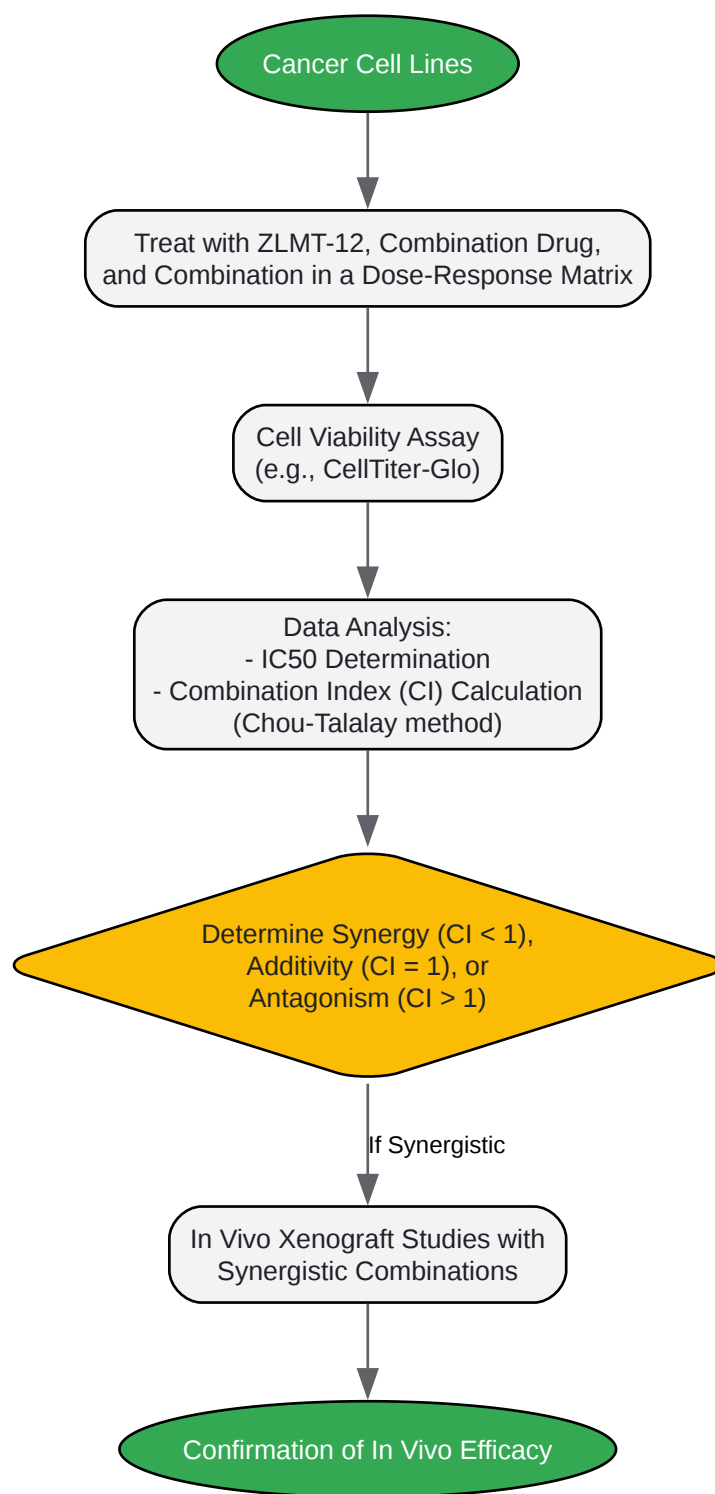 Cancer Cell Lines
Treat with ZLMT-12, Combination Drug,
and Combination in a Dose-Response Matrix
Cell Viability Assay
(e.g., CellTiter-Glo)
Data Analysis:
- IC50 Determination
- Combination Index (CI) Calculation
(Chou-Talalay method)
Determine Synergy (CI < 1),
Additivity (CI = 1), or
Antagonism (CI > 1)
If Synergistic
In Vivo Xenograft Studies with
Synergistic Combinations
Confirmation of In Vivo Efficacy